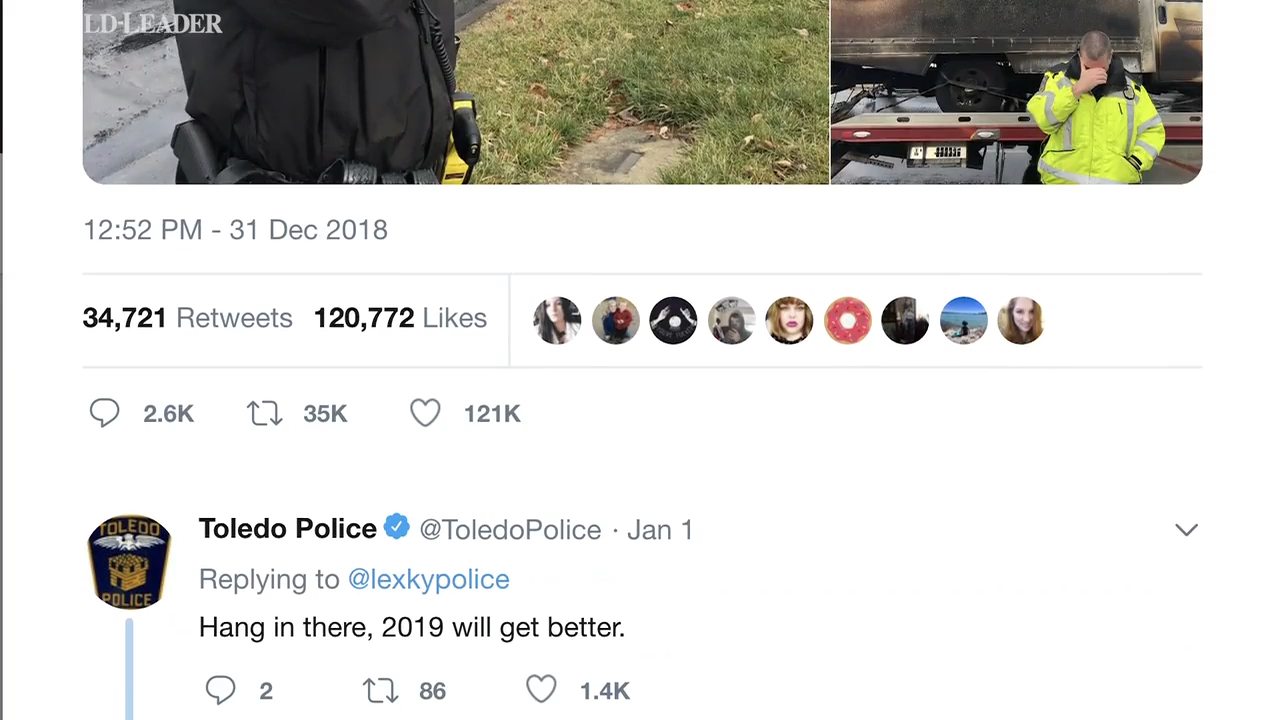 LD-LEADER
12:52 PM - 31 Dec 2018
34,721 Retweets 120,772 Likes
2.6K 35K 121K
TOLEDO
POLICE
Toledo Police @ToledoPolice · Jan 1
Replying to @lexkypolice
Hang in there, 2019 will get better.
2 86 1.4K